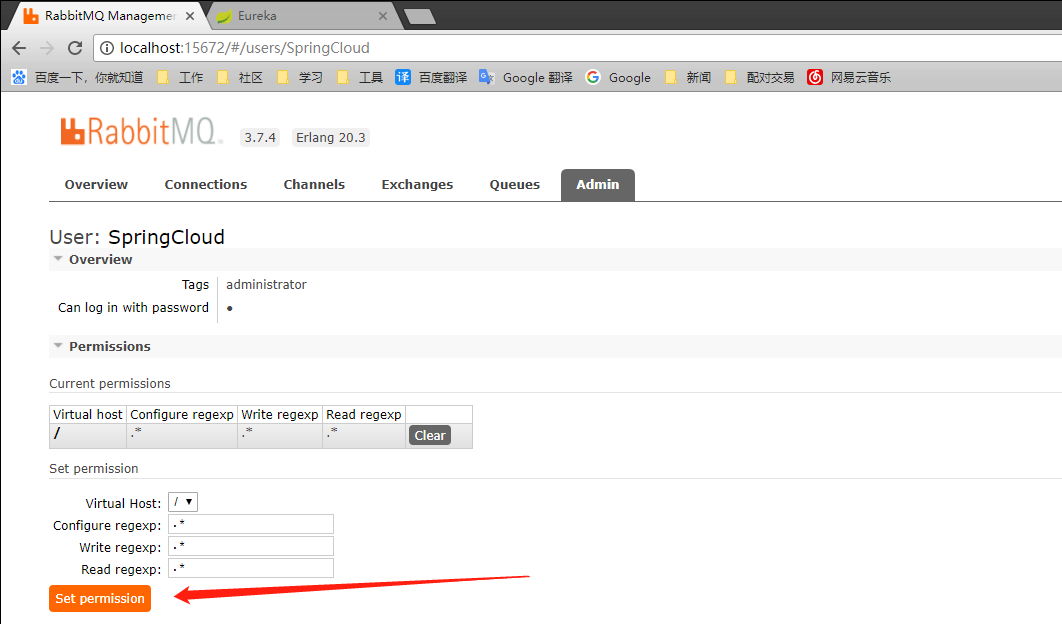 RabbitMQ Managemen Eureka
localhost:15672/#/users/SpringCloud
百度一下，你就知道 工作 社区 学习 工具 译 百度翻译 Google 翻译 Google 新闻 配对交易 网易云音乐
RabbitMQ 3.7.4 Erlang 20.3
Overview Connections Channels Exchanges Queues Admin
User: SpringCloud
Overview
Tags administrator
Can log in with password ●
Permissions
Current permissions
Virtual host Configure regexp Write regexp Read regexp
/ .* .* .* Clear
Set permission
Virtual Host: /
Configure regexp: .*
Write regexp: .*
Read regexp: .*
Set permission